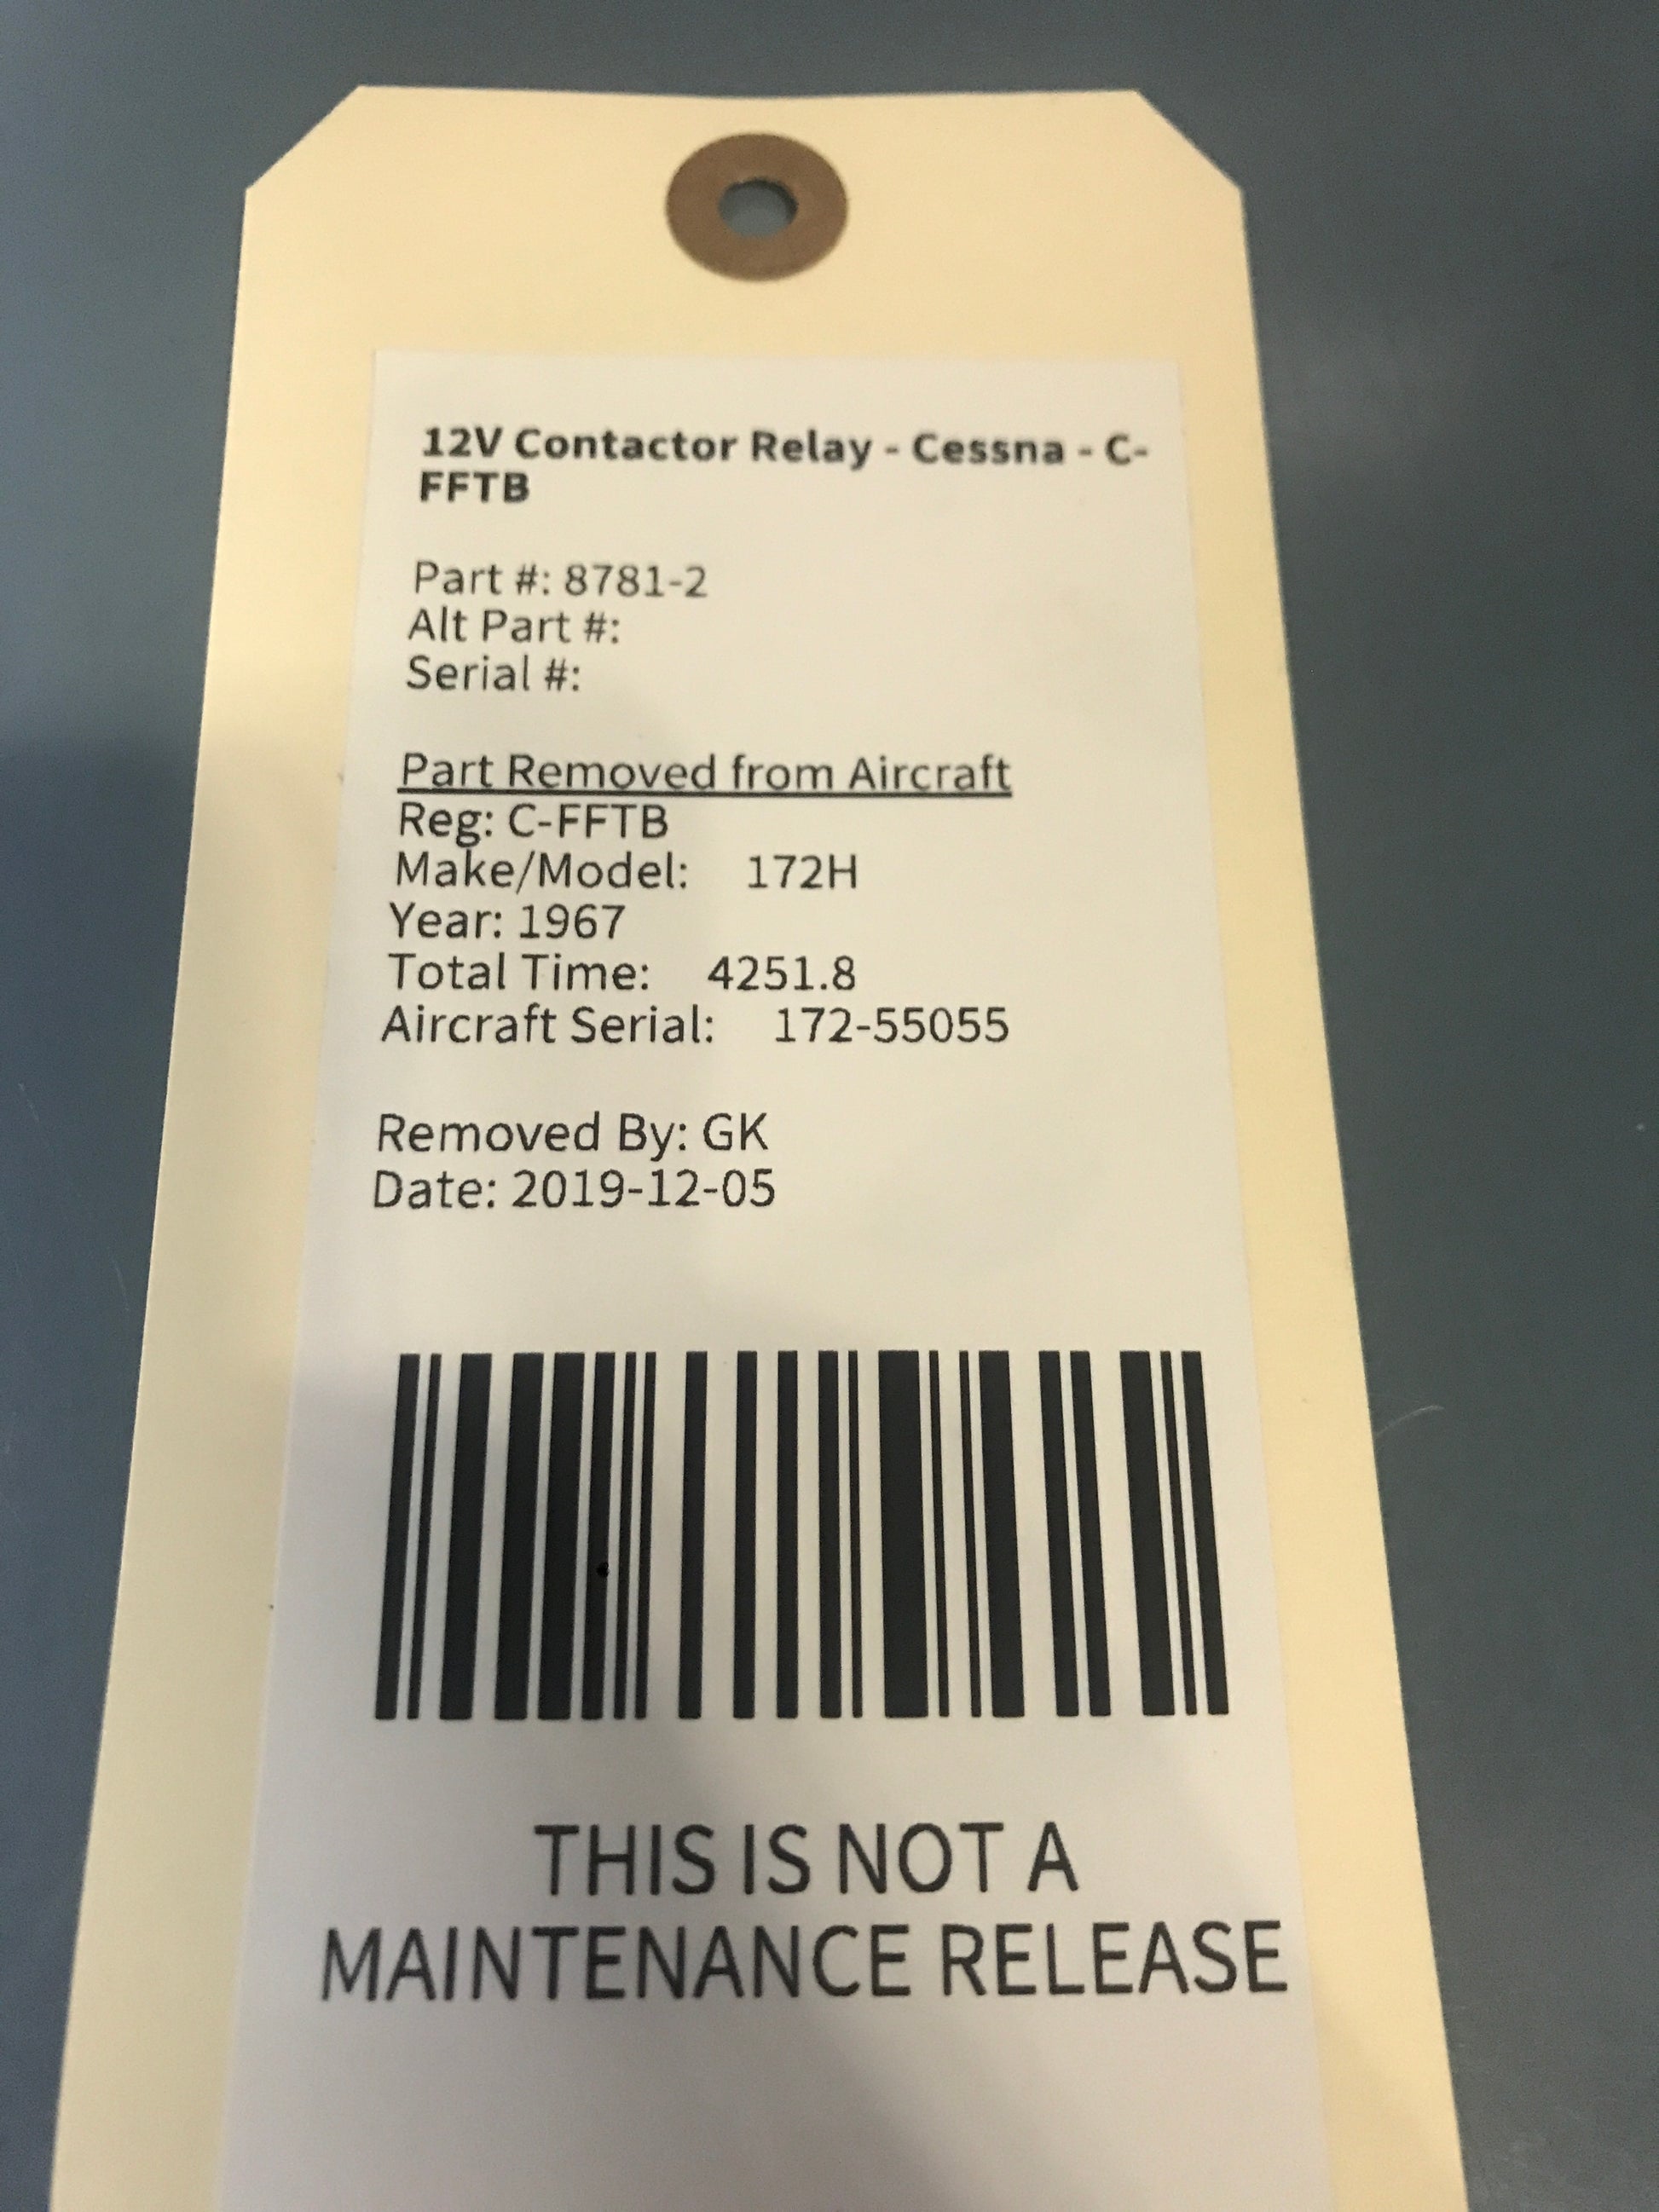 12V Contactor Relay - Cessna - C-
FFTB
Part #: 8781-2
Alt Part #:
Serial #:
Part Removed from Aircraft
Reg: C-FFTB
Make/Model: 172H
Year: 1967
Total Time: 4251.8
Aircraft Serial: 172-55055
Removed By: GK
Date: 2019-12-05
THIS IS NOT A
MAINTENANCE RELEASE